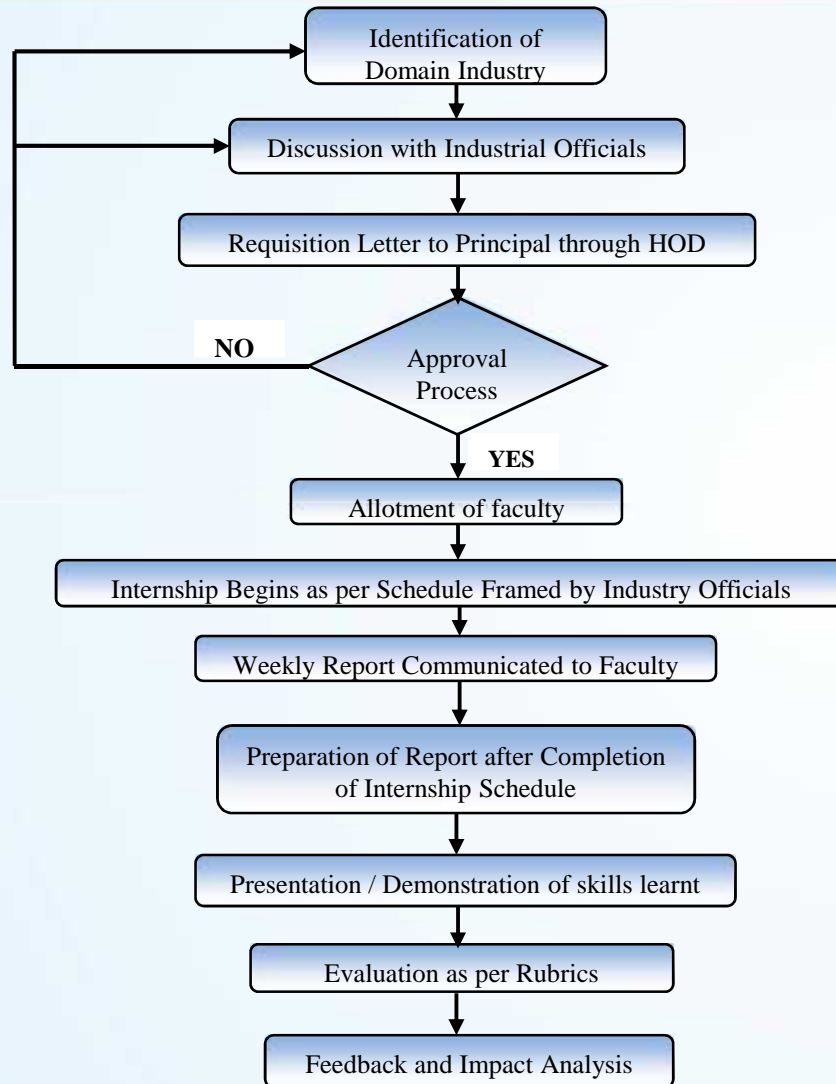 Identification of
Domain Industry
Discussion with Industrial Officials
Requisition Letter to Principal through HOD
NO
Approval
Process
YES
Allotment of faculty
Internship Begins as per Schedule Framed by Industry Officials
Weekly Report Communicated to Faculty
Preparation of Report after Completion
of Internship Schedule
Presentation / Demonstration of skills learnt
Evaluation as per Rubrics
Feedback and Impact Analysis